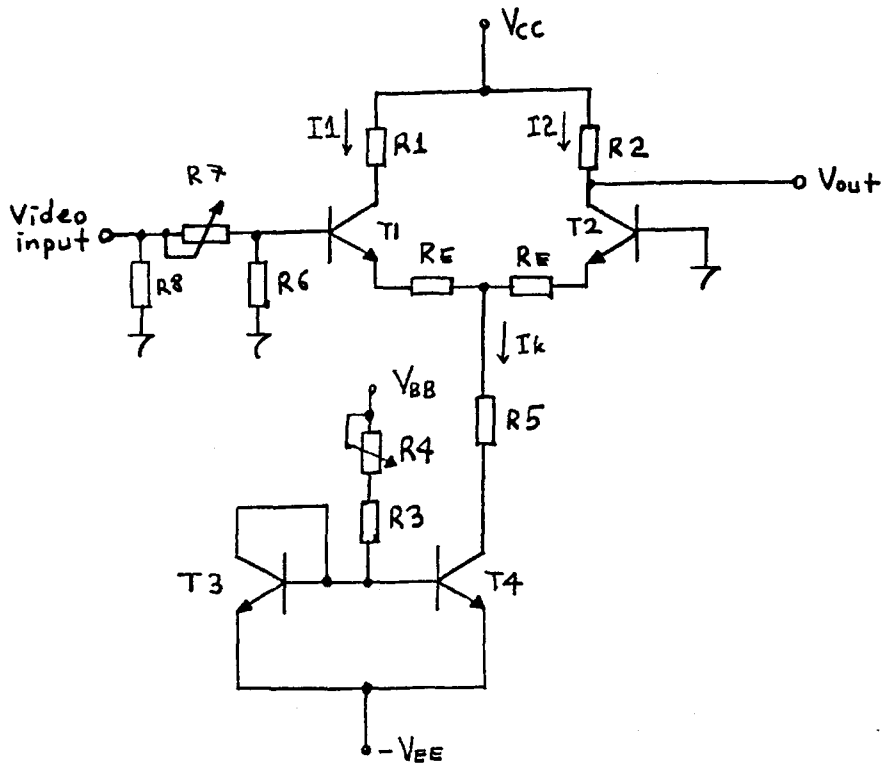 Vcc
I1
R1
I2
R2
R7
Video
input
Vout
T1
T2
RE
RE
R8
R6
Ik
VBB
R5
R4
R3
T3
T4
-VEE